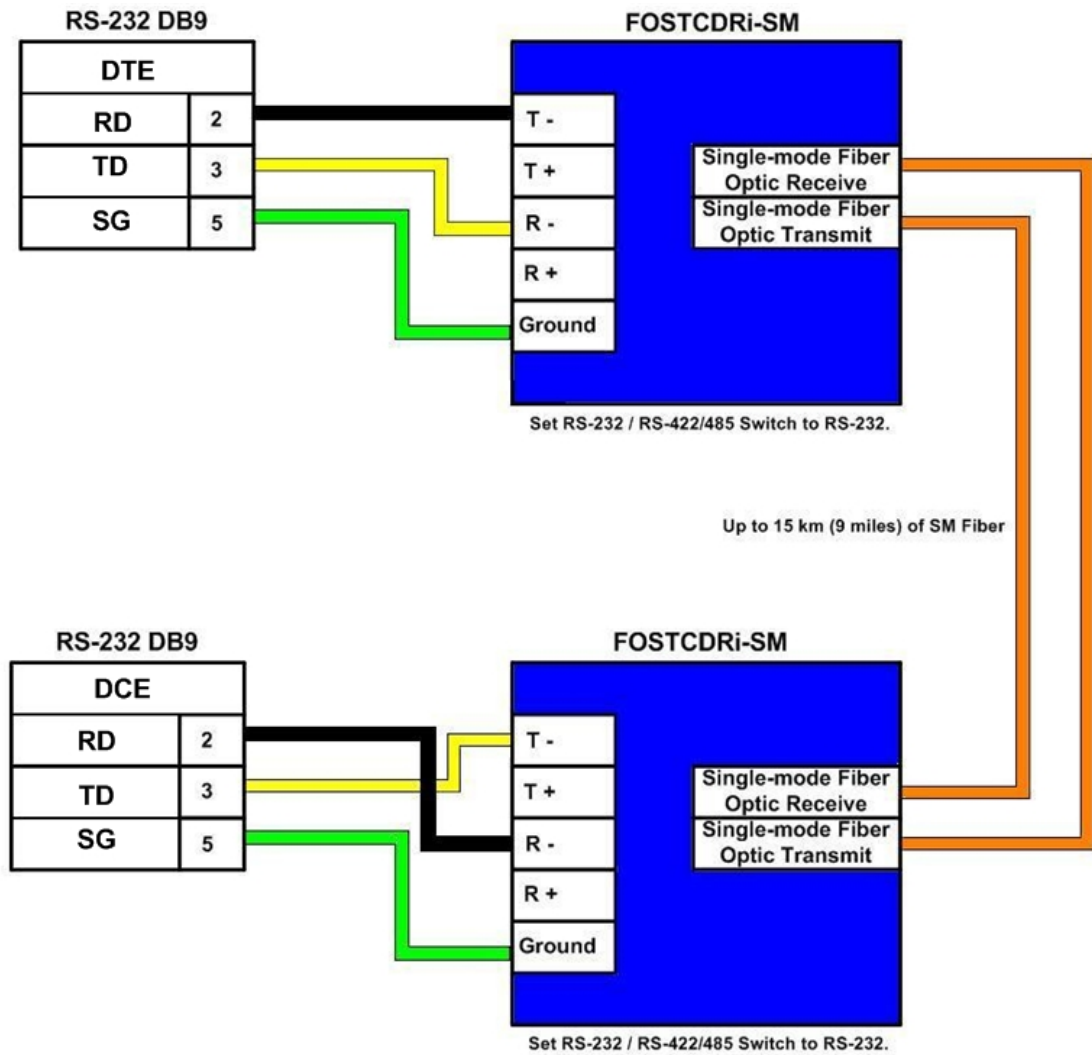 RS-232 DB9
FOSTCDRi-SM
DTE
RD 2
TD 3
SG 5
T -
T +
R -
R +
Ground
Single-mode Fiber
Optic Receive
Single-mode Fiber
Optic Transmit
Set RS-232 / RS-422/485 Switch to RS-232.
Up to 15 km (9 miles) of SM Fiber
RS-232 DB9
FOSTCDRi-SM
DCE
RD 2
TD 3
SG 5
T -
T +
R -
R +
Ground
Single-mode Fiber
Optic Receive
Single-mode Fiber
Optic Transmit
Set RS-232 / RS-422/485 Switch to RS-232.